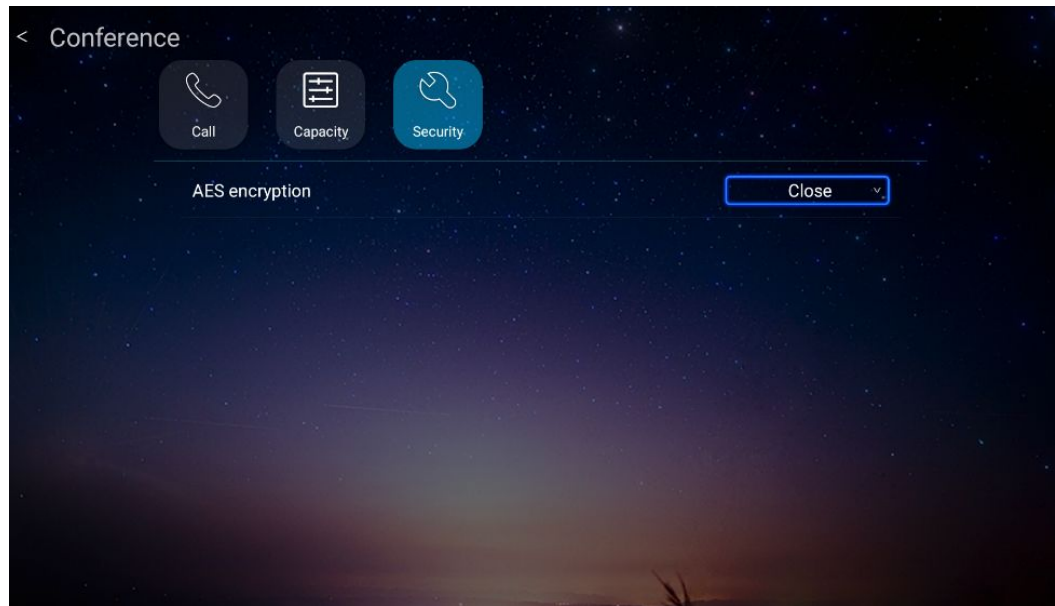 < Conference
Call
Capacity
Security
AES encryption
Close